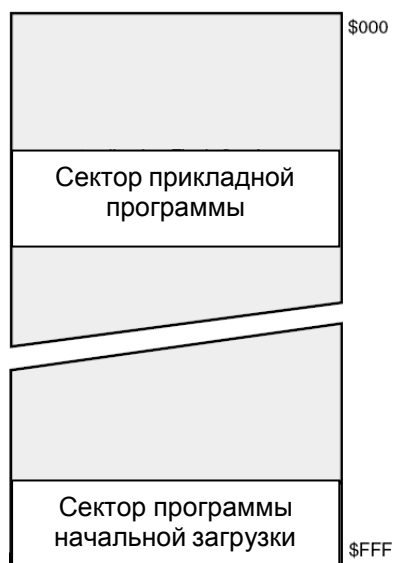 $000
Сектор прикладной
программы
Сектор программы
начальной загрузки
$FFF